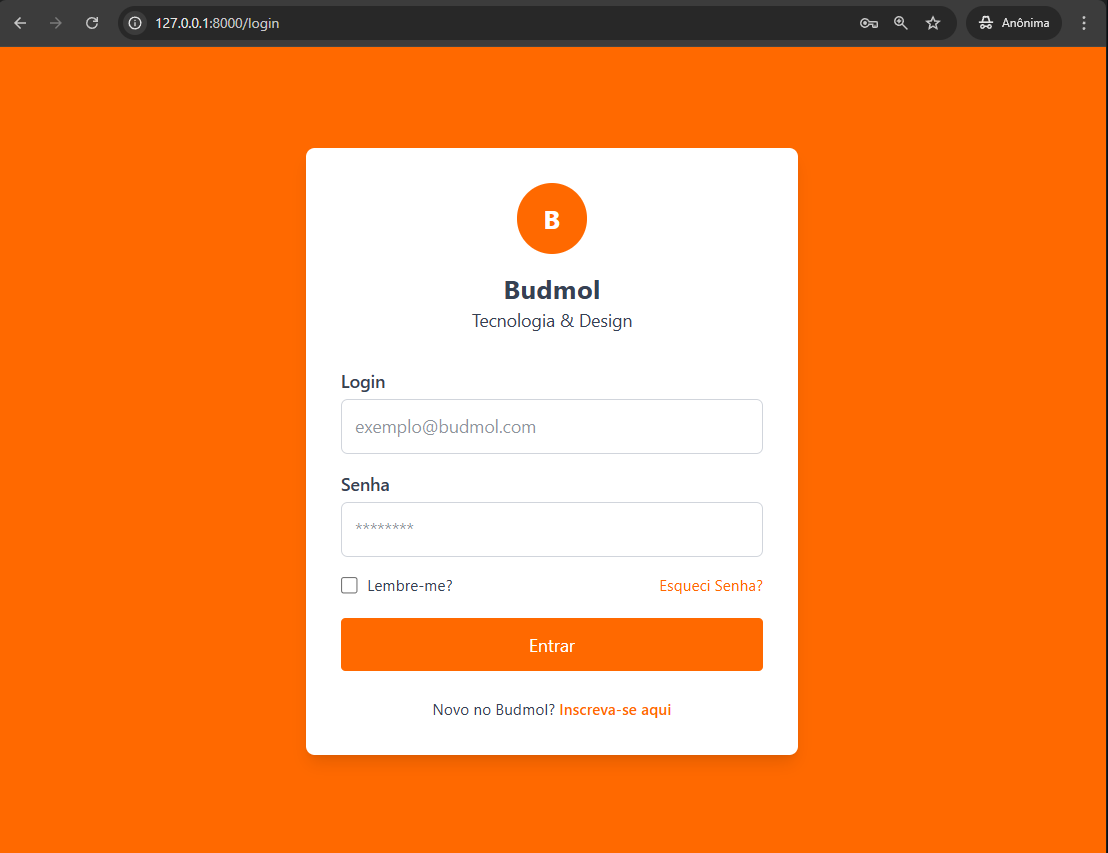 127.0.0.1:8000/login
Anônima
B
Budmol
Tecnologia & Design
Login
exemplo@budmol.com
Senha
********
Lembre-me? Esqueci Senha?
Entrar
Novo no Budmol? Inscreva-se aqui